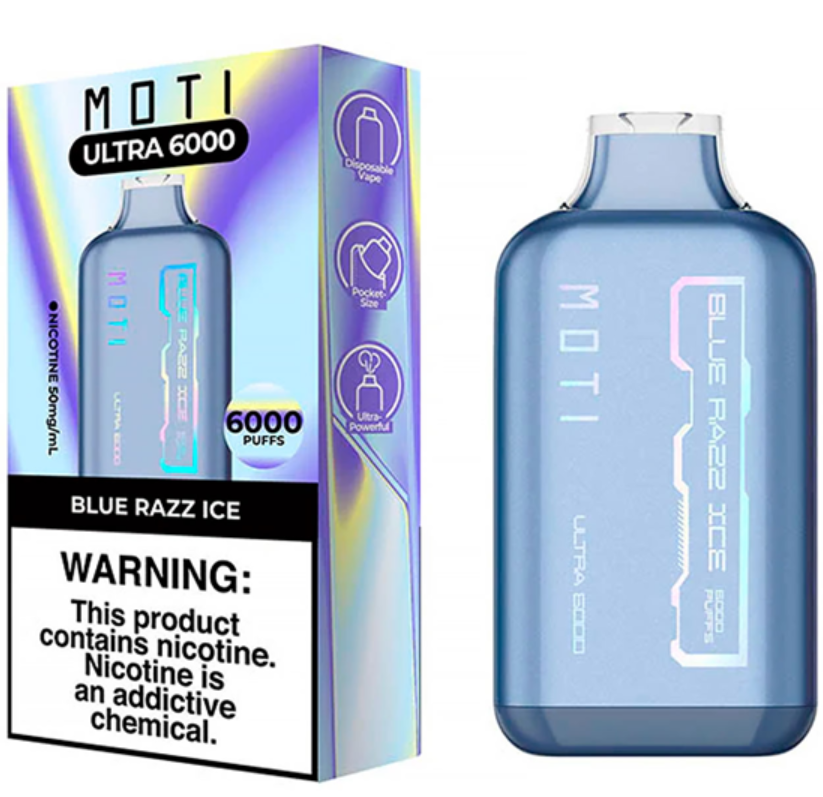 MOTI
ULTRA 6000
MOTI
BLUE RAZZ ICE
ULTRA 6000
● NICOTINE 50mg/mL
6000
PUFFS
BLUE RAZZ ICE
WARNING:
This product
contains nicotine.
Nicotine is
an addictive
chemical.
Disposable
Vape
Pocket-
Size
Ultra-
Powerful
MOTI
ULTRA 6000
BLUE RAZZ ICE
6000
PUFFS